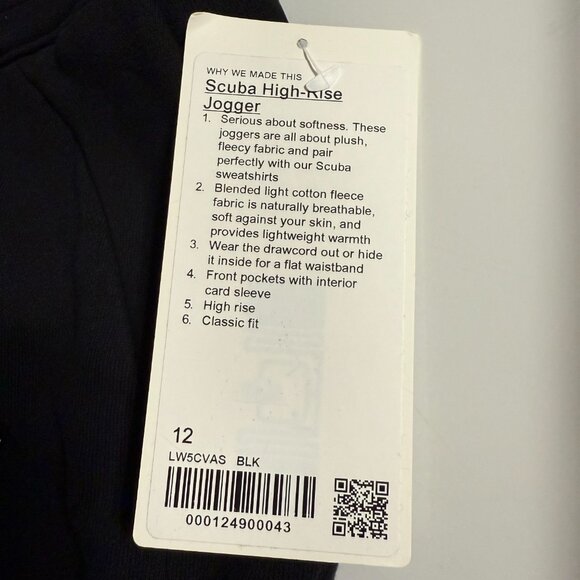 WHY WE MADE THIS
Scuba High-Rise
Jogger
1. Serious about softness. These
joggers are all about plush,
fleecy fabric and pair
perfectly with our Scuba
sweatshirts
2. Blended light cotton fleece
fabric is naturally breathable,
soft against your skin, and
provides lightweight warmth
3. Wear the drawcord out or hide
it inside for a flat waistband
4. Front pockets with interior
card sleeve
5. High rise
6. Classic fit
12
LW5CVAS BLK
000124900043